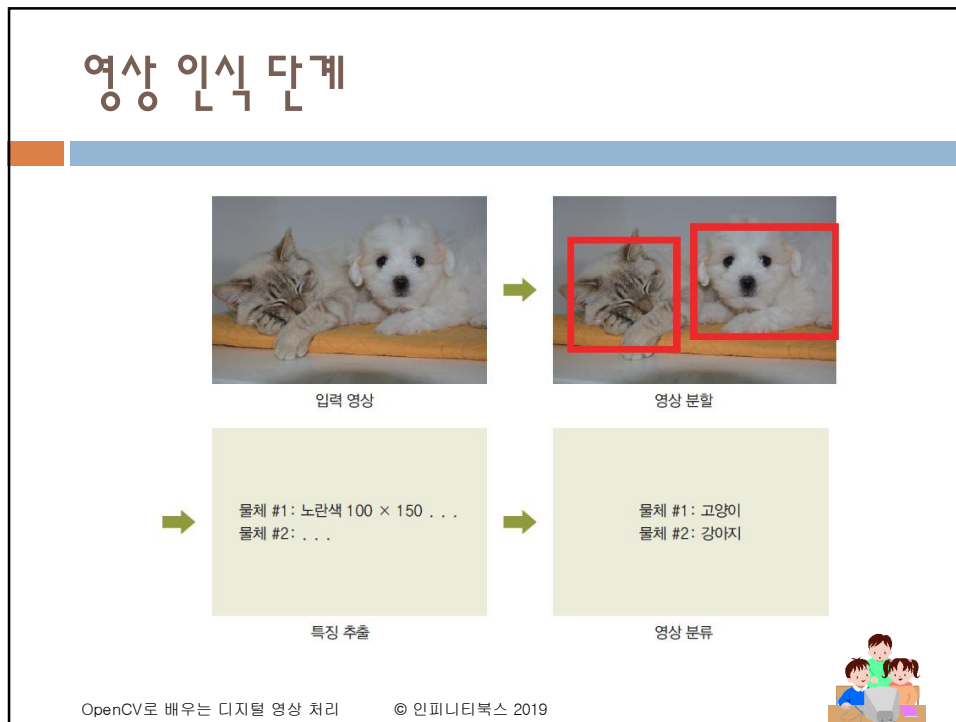 영상 인식 단계
입력 영상
영상 분할
물체 #1: 노란색 100 × 150 . . .
물체 #2: . . .
특징 추출
물체 #1: 고양이
물체 #2: 강아지
영상 분류
OpenCV로 배우는 디지털 영상 처리 © 인피니티북스 2019